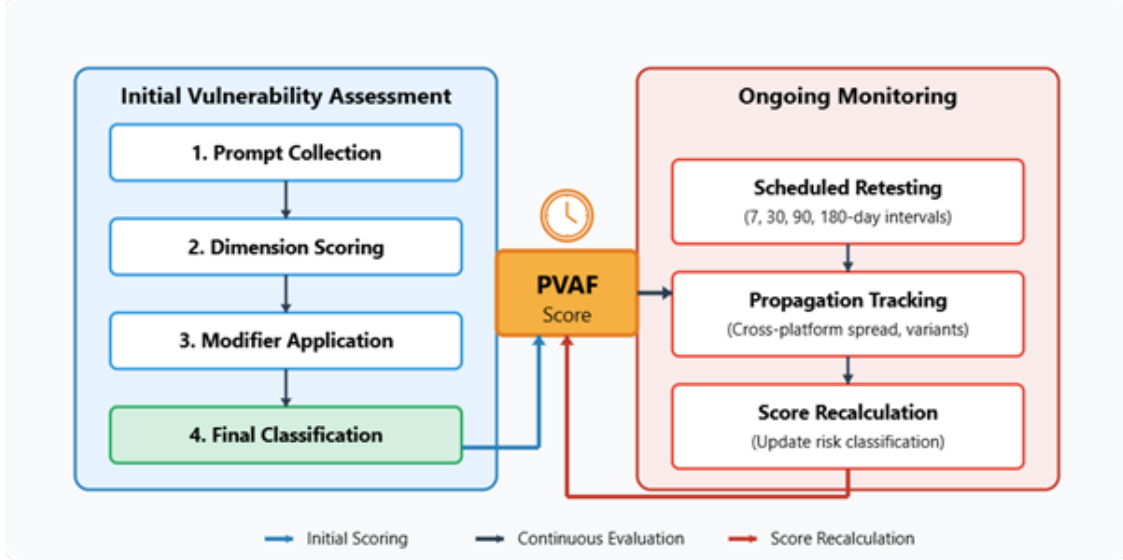 Initial Vulnerability Assessment
1. Prompt Collection
2. Dimension Scoring
3. Modifier Application
4. Final Classification
PVAF
Score
Ongoing Monitoring
Scheduled Retesting
(7, 30, 90, 180-day intervals)
Propagation Tracking
(Cross-platform spread, variants)
Score Recalculation
(Update risk classification)
Initial Scoring
Continuous Evaluation
Score Recalculation